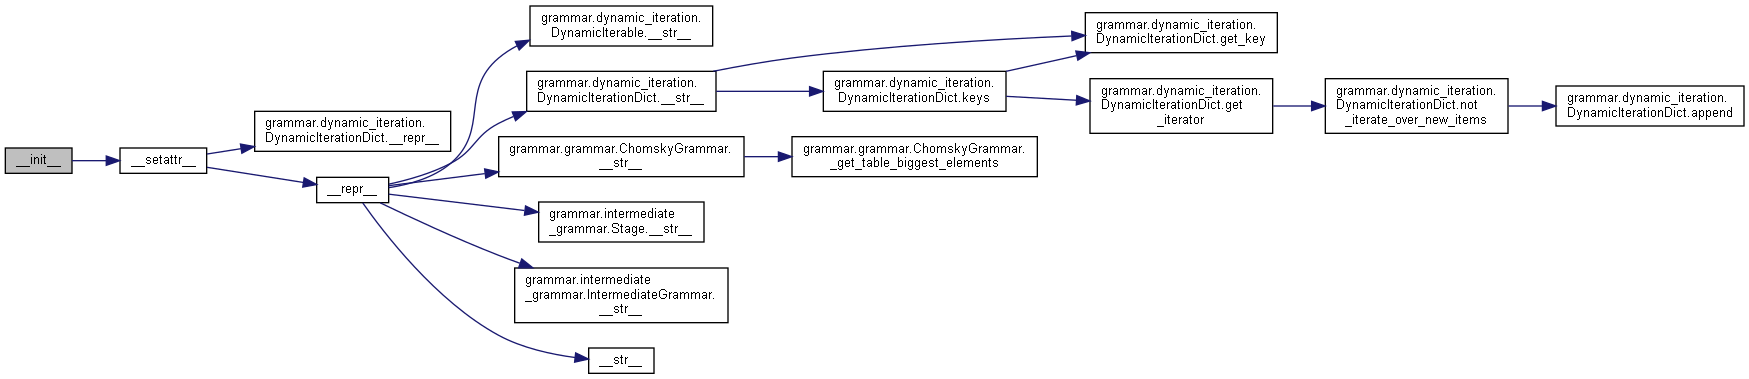 __init__
__setattr__
grammar.dynamic_iteration.
DynamicIterationDict.__repr__
__repr__
grammar.dynamic_iteration.
DynamicIterable.__str__
grammar.dynamic_iteration.
DynamicIterationDict.__str__
grammar.grammar.ChomskyGrammar.
__str__
grammar.intermediate
_grammar.Stage.__str__
grammar.intermediate
_grammar.IntermediateGrammar.
__str__
__str__
grammar.dynamic_iteration.
DynamicIterationDict.keys
grammar.grammar.ChomskyGrammar.
_get_table_biggest_elements
grammar.dynamic_iteration.
DynamicIterationDict.get_key
grammar.dynamic_iteration.
DynamicIterationDict.get
_iterator
grammar.dynamic_iteration.
DynamicIterationDict.not
_iterate_over_new_items
grammar.dynamic_iteration.
DynamicIterationDict.append